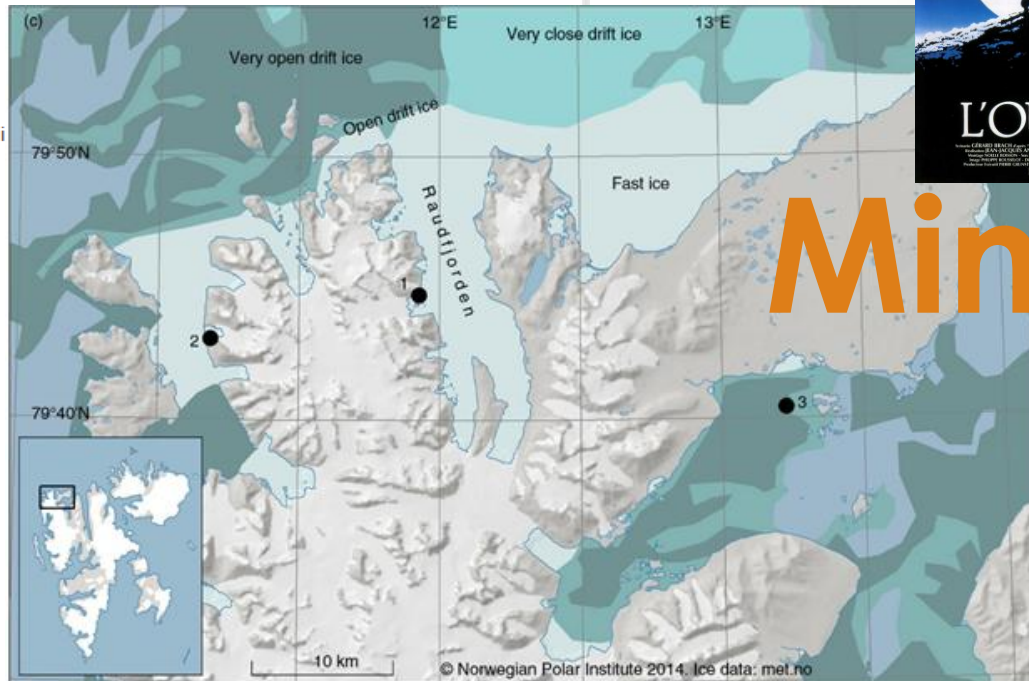 (c)
12°E
13°E
Very close drift ice
Very open drift ice
Open drift ice
i
79°50'N
Raudfjorden
Fast ice
L'O
Min
1
2
3
79°40'N
10 km
© Norwegian Polar Institute 2014. Ice data: met.no